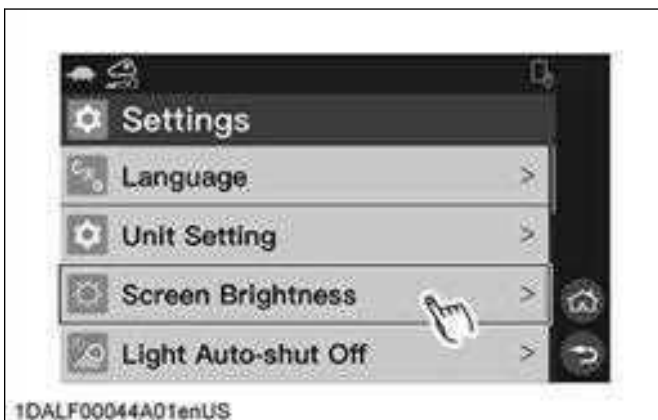 Settings
Language
Unit Setting
Screen Brightness
Light Auto-shut Off
1DALF00044A01enUS